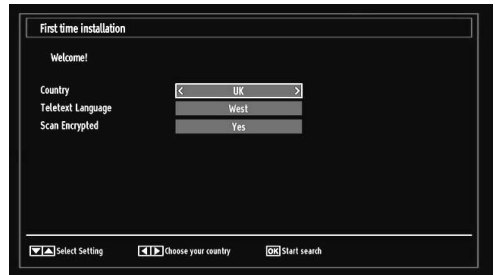 First time installation
Welcome!
Country < UK >
Teletext Language West
Scan Encrypted Yes
Select Setting Choose your country OK Start search